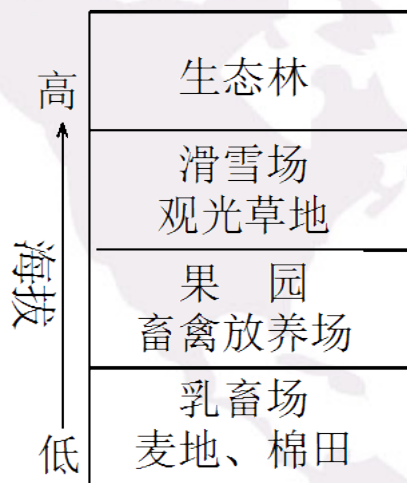 高
海拔
低
生态林
滑雪场
观光草地
果 园
畜禽放养场
乳畜场
麦地、棉田